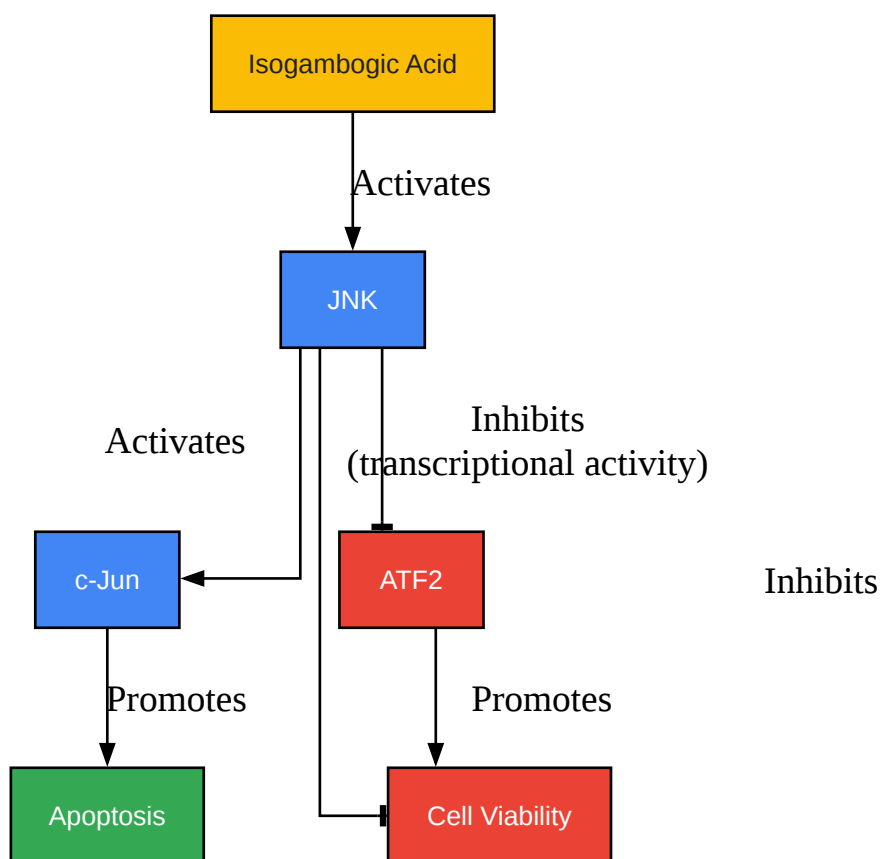 Isogambogic Acid
Activates
JNK
Activates
Inhibits
(transcriptional activity)
c-Jun
ATF2
Inhibits
Promotes
Promotes
Apoptosis
Cell Viability